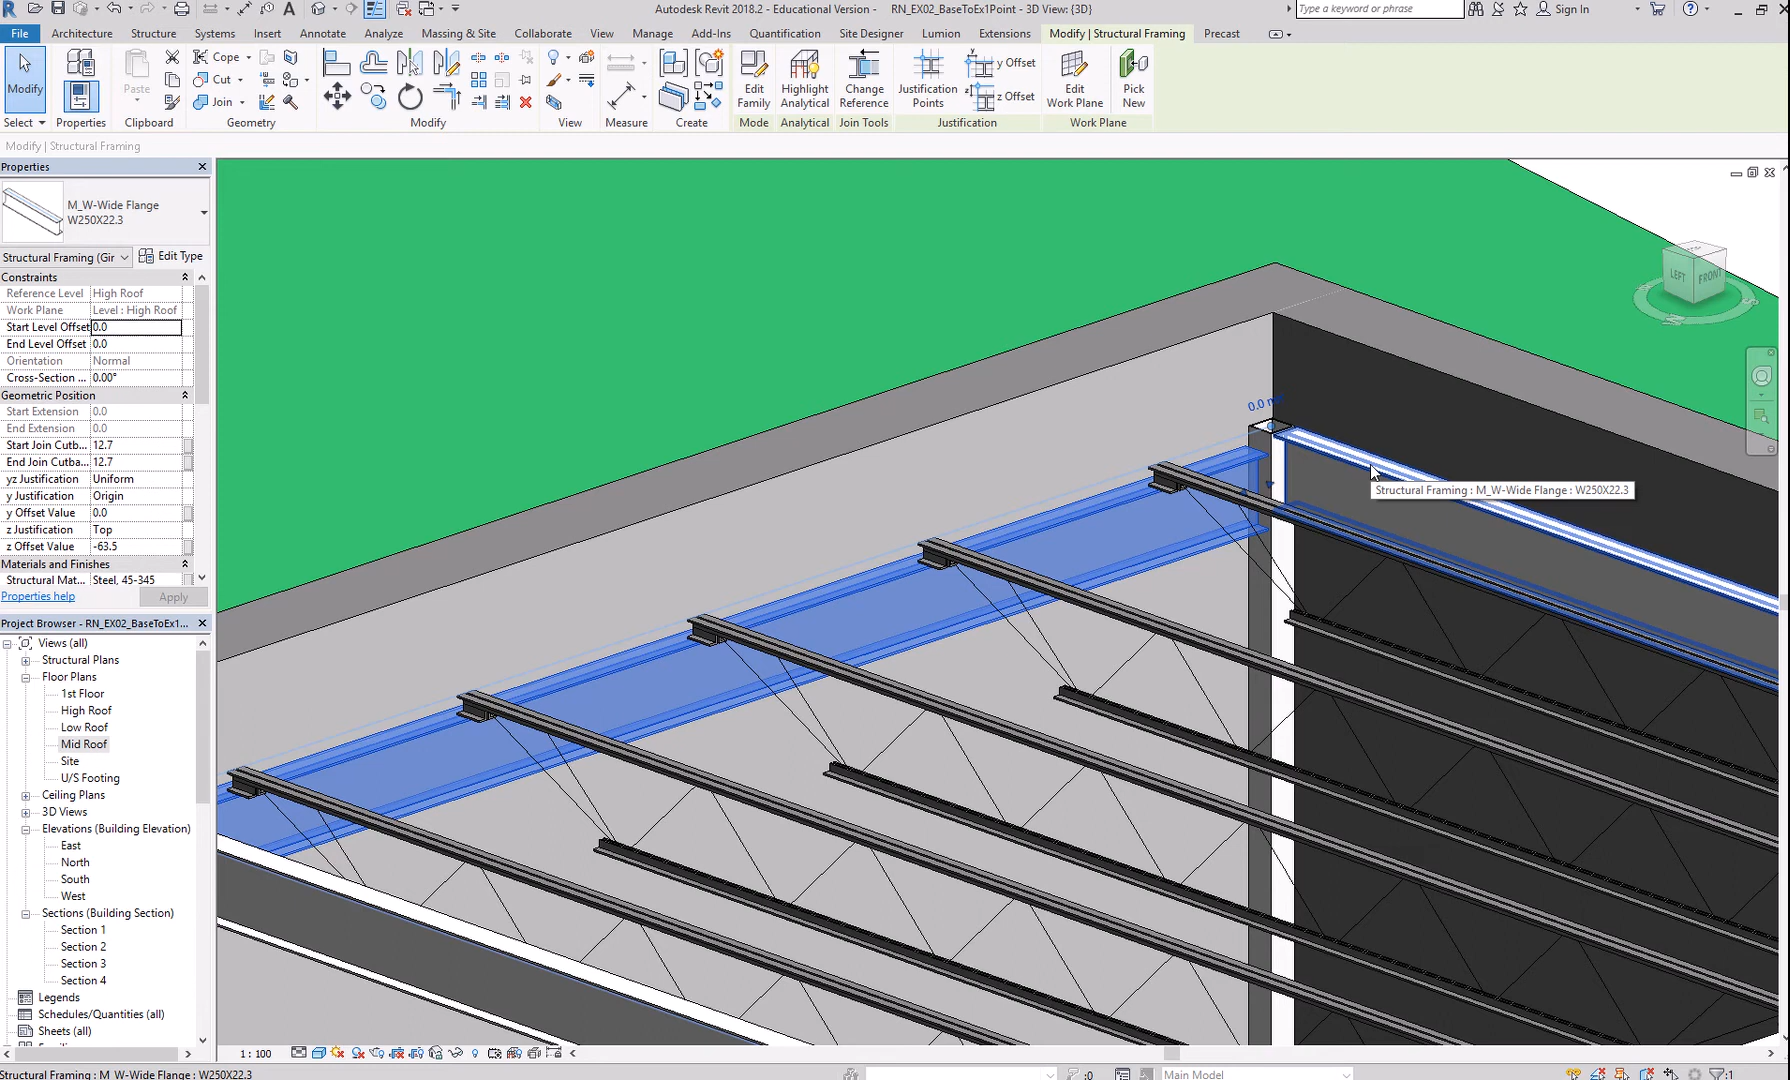 Autodesk Revit 2018.2 - Educational Version -
RN_EX02_BaseToEx1Point - 3D View: {3D}
Type a keyword or phrase
Sign In
File
Architecture
Structure
Systems
Insert
Annotate
Analyze
Massing & Site
Collaborate
View
Manage
Add-Ins
Quantification
Site Designer
Lumion
Extensions
Modify | Structural Framing
Precast
Modify
Select
Properties
Paste
Clipboard
Cope
Cut
Join
Geometry
Modify
View
Measure
Create
Edit
Family
Mode
Highlight
Analytical
Analytical
Change
Reference
Join Tools
Justification
Points
y Offset
z Offset
Justification
Edit
Work Plane
Pick
New
Work Plane
Modify | Structural Framing
Properties
M_W-Wide Flange
W250X22.3
Structural Framing (Gir
Edit Type
Constraints
Reference Level High Roof
Work Plane Level : High Roof
Start Level Offset 0.0
End Level Offset 0.0
Orientation Normal
Cross-Section ... 0.00°
Geometric Position
Start Extension 0.0
End Extension 0.0
Start Join Cutb... 12.7
End Join Cutba... 12.7
yz Justification Uniform
y Justification Origin
y Offset Value 0.0
z Justification Top
z Offset Value -63.5
Materials and Finishes
Structural Mat... Steel, 45-345
Properties help
Apply
Project Browser - RN_EX02_BaseToEx1...
Views (all)
Structural Plans
Floor Plans
1st Floor
High Roof
Low Roof
Mid Roof
Site
U/S Footing
Ceiling Plans
3D Views
Elevations (Building Elevation)
East
North
South
West
Sections (Building Section)
Section 1
Section 2
Section 3
Section 4
Legends
Schedules/Quantities (all)
Sheets (all)
LEFT
FRONT
0.0
Structural Framing : M_W-Wide Flange : W250X22.3
1 : 100
Structural Framing : M_W-Wide Flange : W250X22.3
:0
Main Model
:1